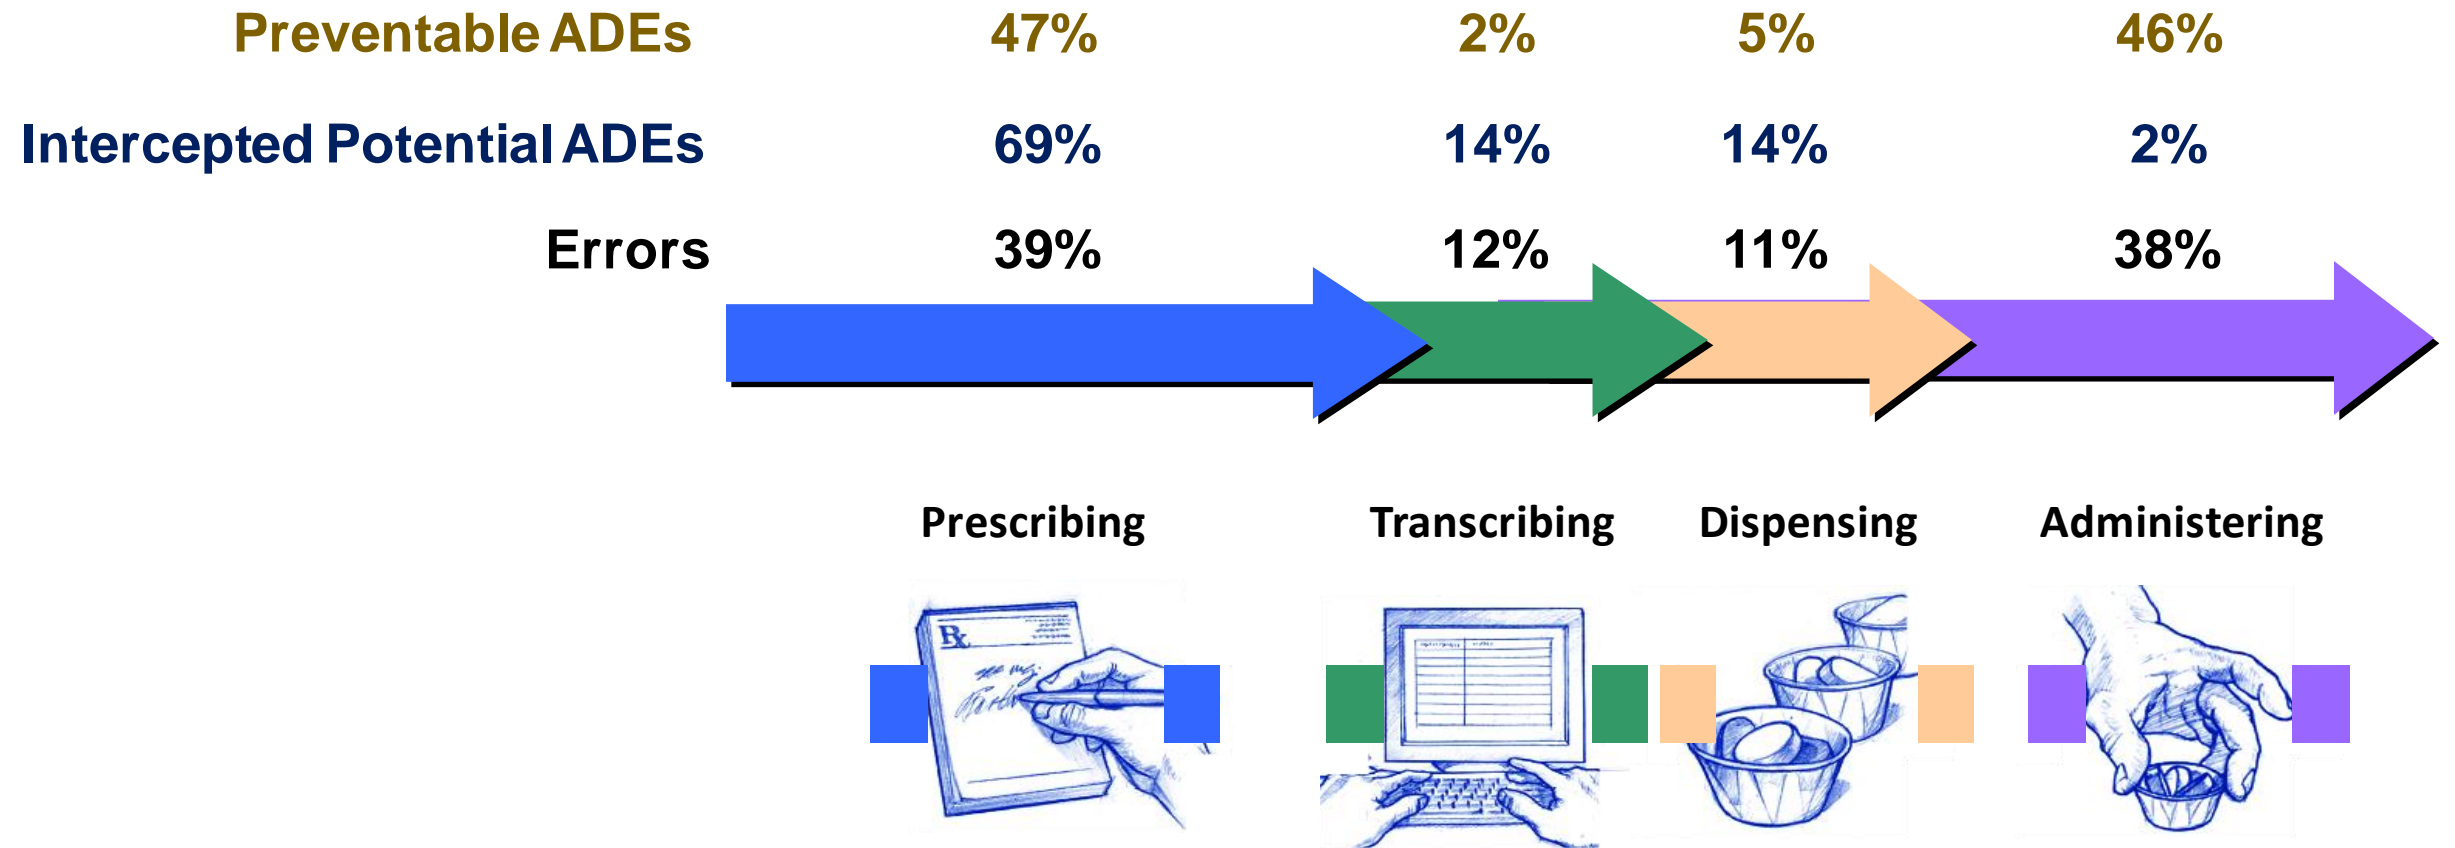 Preventable ADEs 47% 2% 5% 46%
Intercepted Potential ADEs 69% 14% 14% 2%
Errors 39% 12% 11% 38%
Prescribing Transcribing Dispensing Administering
Rx